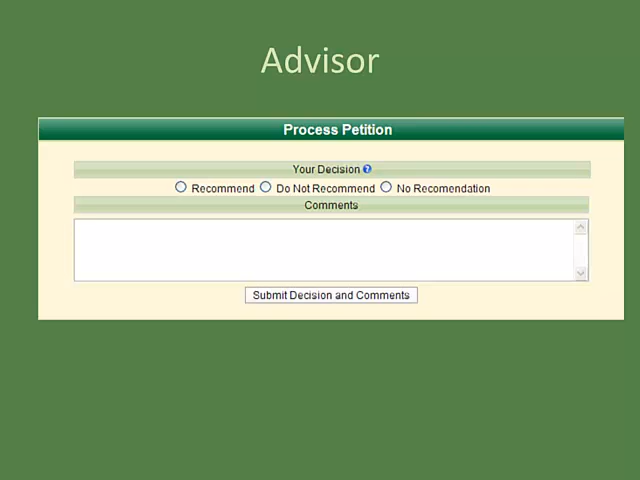 Advisor
Process Petition
Your Decision
Recommend Do Not Recommend No Recomendation
Comments
Submit Decision and Comments